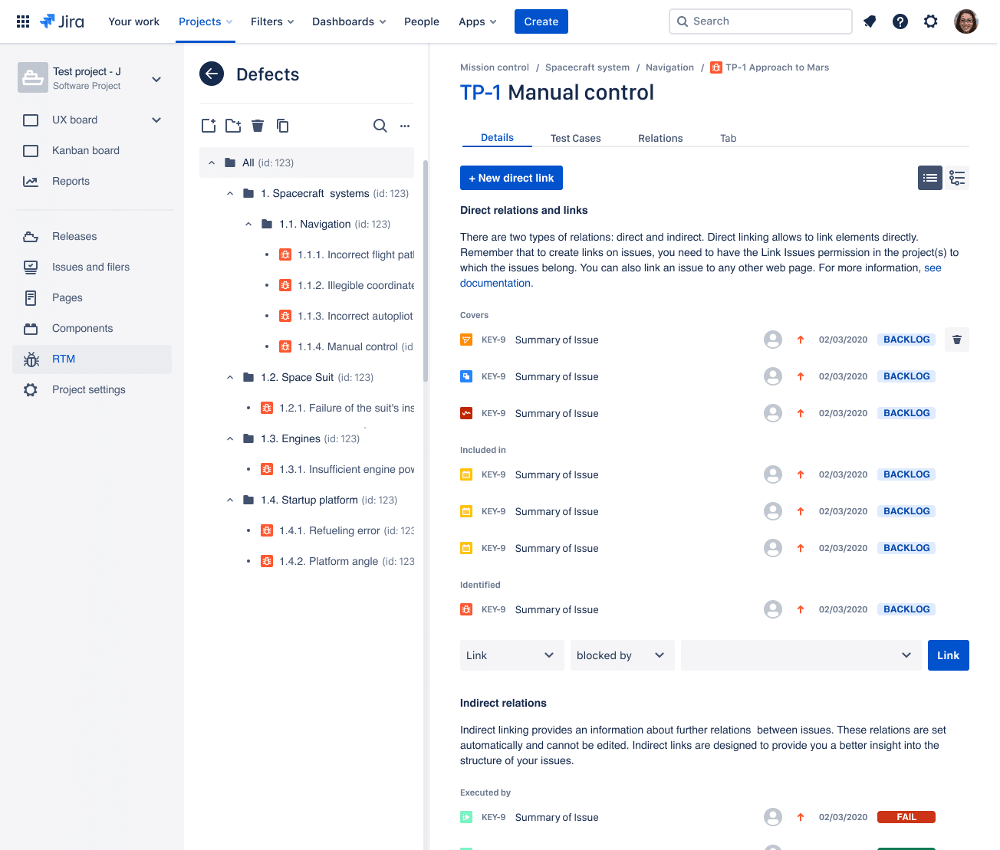 Jira
Your work
Projects
Filters
Dashboards
People
Apps
Create
Search
Test project - J
Software Project
UX board
Kanban board
Reports
Releases
Issues and filers
Pages
Components
RTM
Project settings
Defects
All (id: 123)
1. Spacecraft systems (id: 123)
1.1. Navigation (id: 123)
1.1.1. Incorrect flight
1.1.2. Illegible
1.1.3. Incorrect autopliot
1.1.4. Manual control (id
1.2. Space Suit (id: 123)
1.2.1. Failure of the suit's
1.3. Engines (id: 123)
1.3.1. Insufficient engine
1.4. Startup platform (id: 123)
1.4.1. Refueling error (id: 123
1.4.2. Platform angle (id: 123
Mission control / Spacecraft system / Navigation / TP-1 Approach to Mars
TP-1 Manual control
Details
Test Cases
Relations
Tab
+ New direct link
Direct relations and links
There are two types of relations: direct and indirect. Direct linking allows to link elements directly.
Remember that to create links on issues, you need to have the Link Issues permission in the project(s) to
which the issues belong. You can also link an issue to any other web page. For more information, see
documentation.
Covers
KEY-9 Summary of Issue 02/03/2020 BACKLOG
KEY-9 Summary of Issue 02/03/2020 BACKLOG
KEY-9 Summary of Issue 02/03/2020 BACKLOG
Included in
KEY-9 Summary of Issue 02/03/2020 BACKLOG
KEY-9 Summary of Issue 02/03/2020 BACKLOG
KEY-9 Summary of Issue 02/03/2020 BACKLOG
Identified
KEY-9 Summary of Issue 02/03/2020 BACKLOG
Link
blocked by
Link
Indirect relations
Indirect linking provides an information about further relations between issues. These relations are set
automatically and cannot be edited. Indirect links are designed to provide you a better insight into the
structure of your issues.
Executed by
KEY-9 Summary of Issue 02/03/2020 FAIL